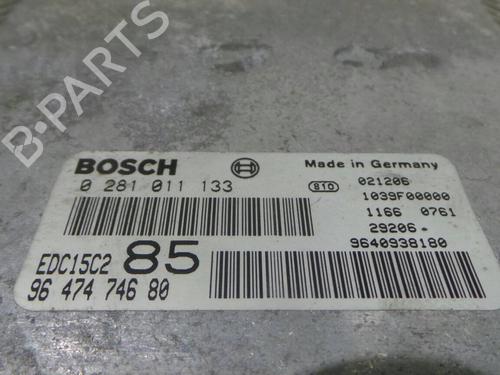 B-PARTS
BOSCH
Made in Germany
0 281 011 133
810
021206
1039F00000
1166 0761
29206
9640938180
EDC15C2 85
96 474 746 80